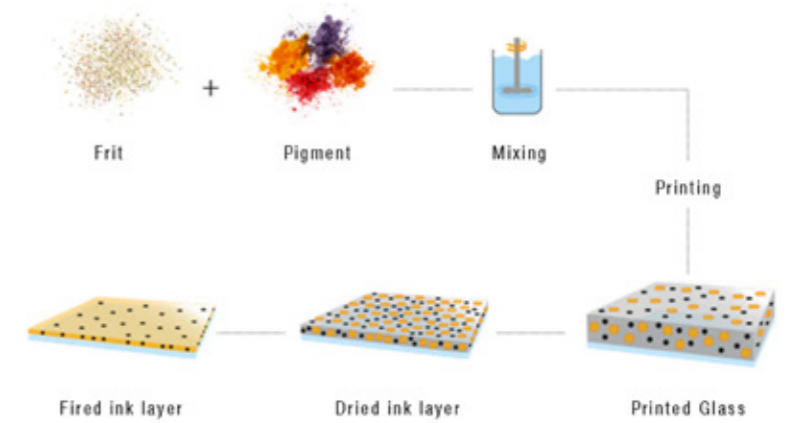 +
Frit
Pigment
Mixing
Printing
Fired ink layer
Dried ink layer
Printed Glass